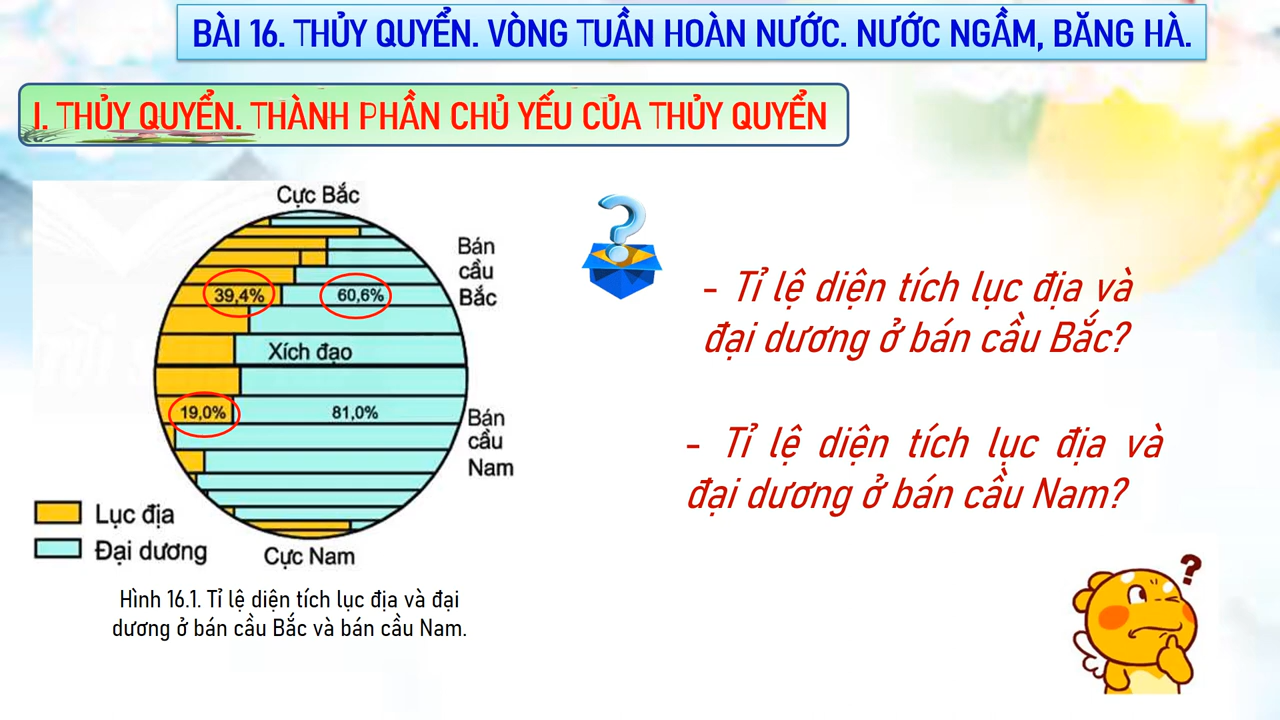 BÀI 16. THỦY QUYỂN. VÒNG TUẦN HOÀN NƯỚC. NƯỚC NGẦM, BĂNG HÀ.
I. THỦY QUYỂN. THÀNH PHẦN CHỦ YẾU CỦA THỦY QUYỂN
Cực Bắc
Bán
cầu
Bắc
39,4%
60,6%
Xích đạo
19,0%
81,0%
Bán
cầu
Nam
Lục địa
Đại dương
Cực Nam
Hình 16.1. Tỉ lệ diện tích lục địa và đại
dương ở bán cầu Bắc và bán cầu Nam.
?
- Tỉ lệ diện tích lục địa và
đại dương ở bán cầu Bắc?
- Tỉ lệ diện tích lục địa và
đại dương ở bán cầu Nam?
?